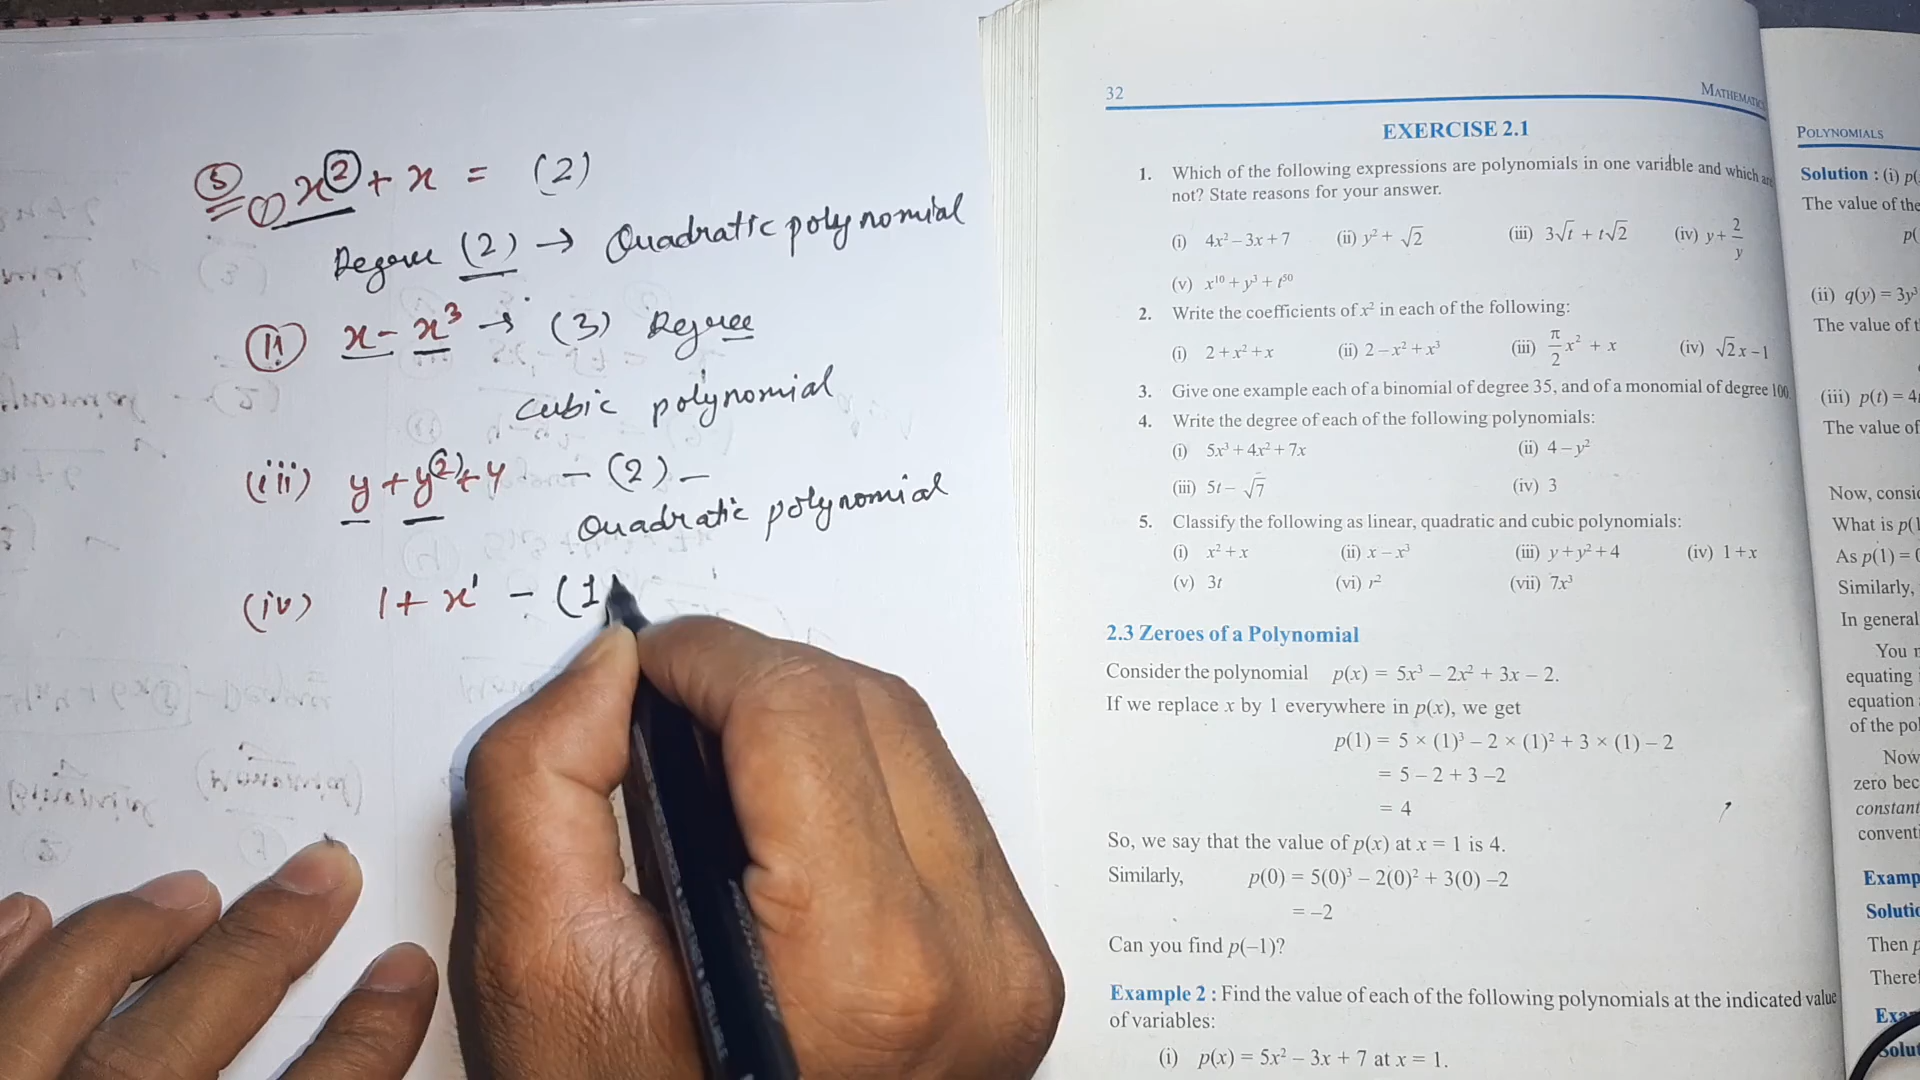 ⑤ ① x² + x = (2)
Degree (2) → Quadratic polynomial
(ii) x - x³ → (3) Degree
Cubic polynomial
(iii) y + y² + 4 - (2) -
Quadratic polynomial
(iv) 1 + x¹ - (1
32
MATHEMATIC
EXERCISE 2.1
1. Which of the following expressions are polynomials in one variable and which are
not? State reasons for your answer.
(i) 4x² – 3x + 7 (ii) y² + √2 (iii) 3√t + t√2 (iv) y + 2/y
(v) x¹⁰ + y³ + t⁵⁰
2. Write the coefficients of x² in each of the following:
(i) 2 + x² + x (ii) 2 – x² + x³ (iii) π/2 x² + x (iv) √2x – 1
3. Give one example each of a binomial of degree 35, and of a monomial of degree 100.
4. Write the degree of each of the following polynomials:
(i) 5x³ + 4x² + 7x (ii) 4 – y²
(iii) 5t – √7 (iv) 3
5. Classify the following as linear, quadratic and cubic polynomials:
(i) x² + x (ii) x – x³ (iii) y + y² + 4 (iv) 1 + x
(v) 3t (vi) r² (vii) 7x³
2.3 Zeroes of a Polynomial
Consider the polynomial p(x) = 5x³ – 2x² + 3x – 2.
If we replace x by 1 everywhere in p(x), we get
p(1) = 5 × (1)³ – 2 × (1)² + 3 × (1) – 2
= 5 – 2 + 3 –2
= 4
So, we say that the value of p(x) at x = 1 is 4.
Similarly, p(0) = 5(0)³ – 2(0)² + 3(0) –2
= –2
Can you find p(–1)?
Example 2 : Find the value of each of the following polynomials at the indicated value
of variables:
(i) p(x) = 5x² – 3x + 7 at x = 1.
POLYNOMIALS
Solution : (i) p(
The value of the
p(
(ii) q(y) = 3y³
The value of t
(iii) p(t) = 4
The value of
Now, consi
What is p(1
As p(1) = 0
Similarly,
In general
You
equating
equation
of the pol
Now
zero bec
constant
conventi
Examp
Solutio
Then p
Theref
Exa
Solut